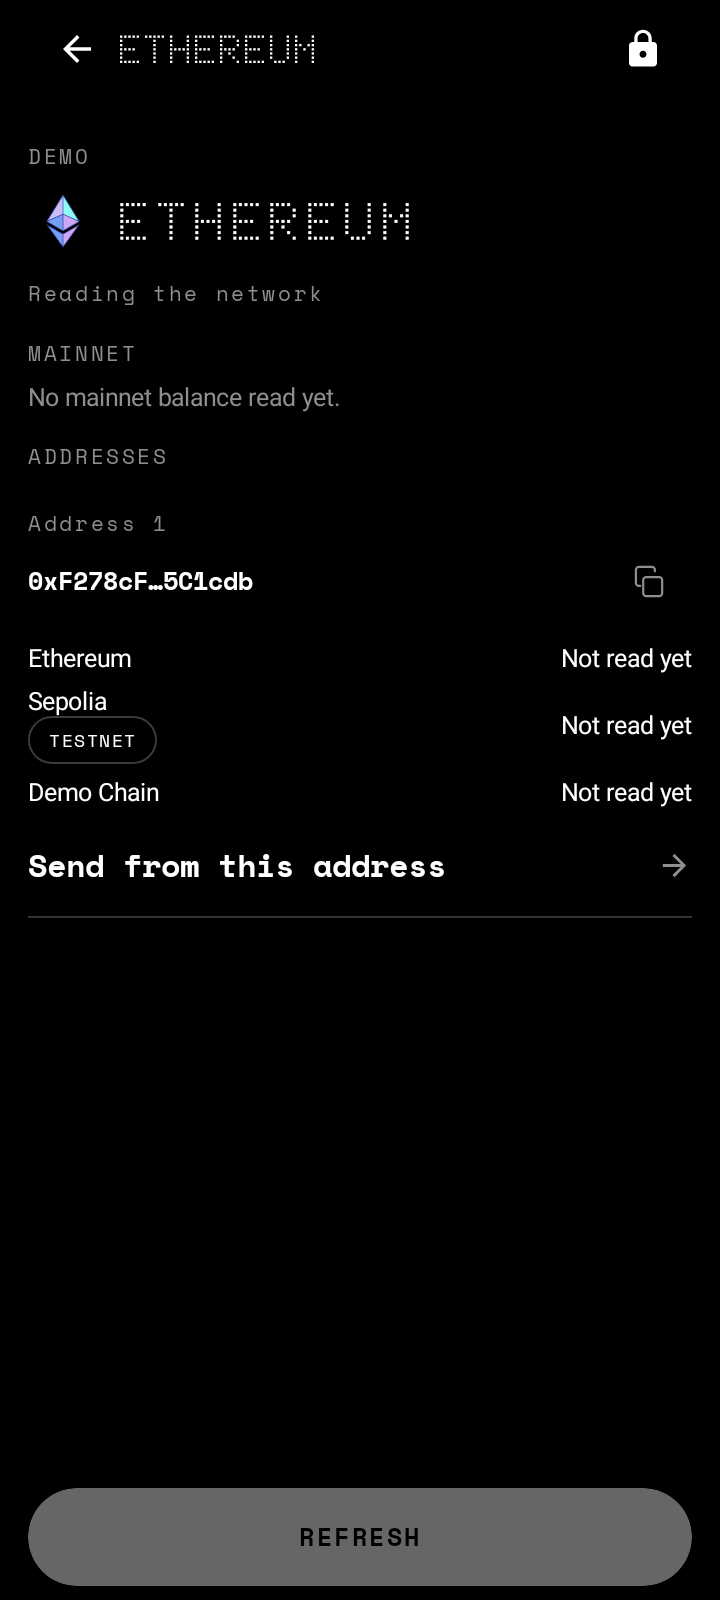 ETHEREUM
DEMO
ETHEREUM
Reading the network
MAINNET
No mainnet balance read yet.
ADDRESSES
Address 1
0xF278cF…5C1cdb
Ethereum Not read yet
Sepolia
TESTNET Not read yet
Demo Chain Not read yet
Send from this address
REFRESH